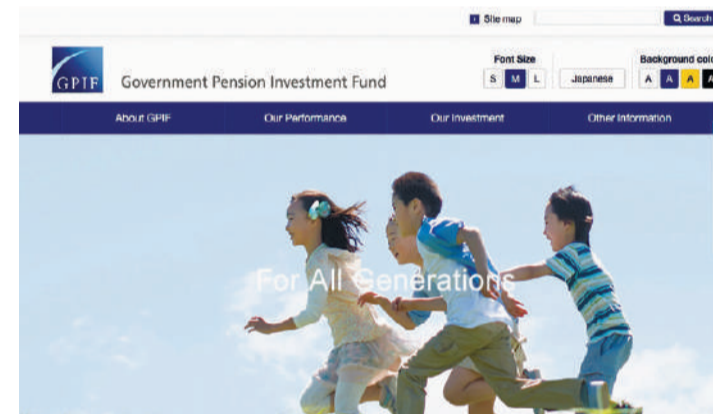 Site map
Search
GPIF
Government Pension Investment Fund
Font Size
S M L
Japanese
Background colo
A A A A
About GPIF Our Performance Our Investment Other Information
For All Generations